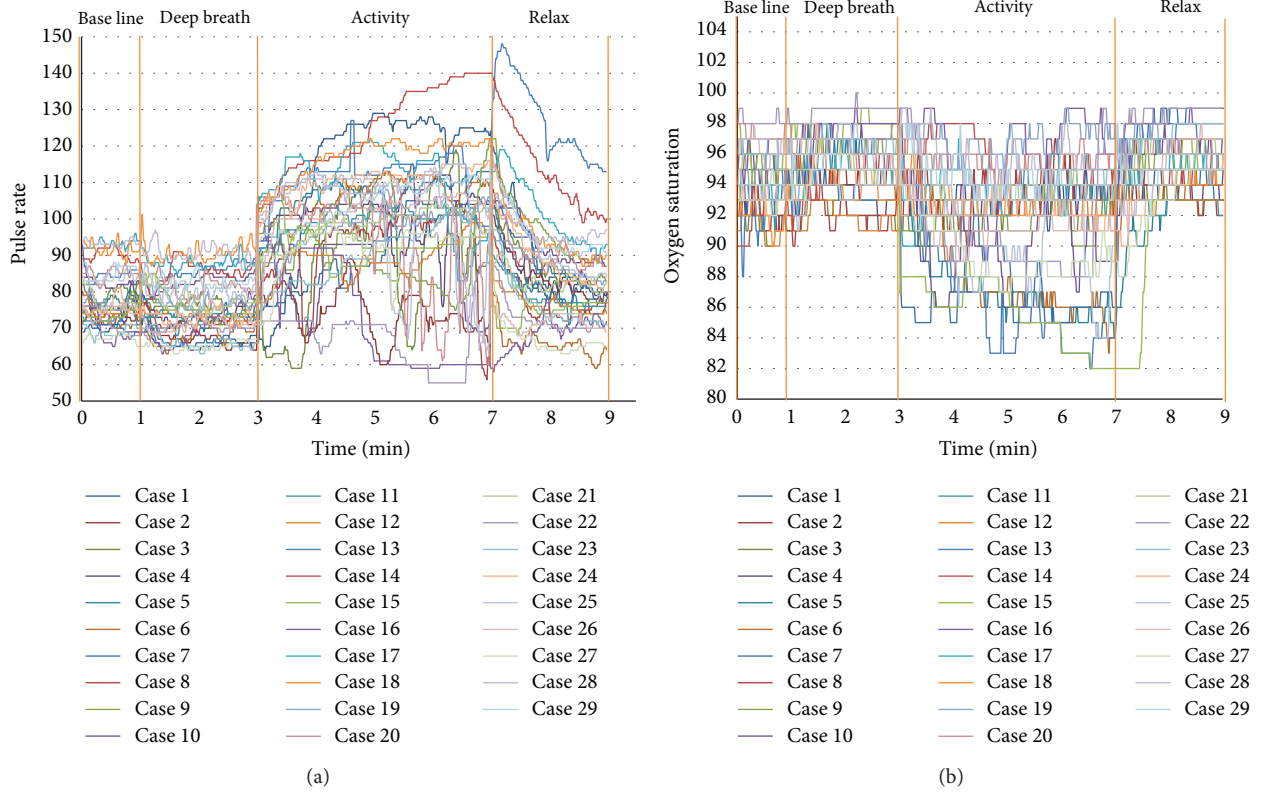 Base line Deep breath Activity Relax
150
140
130
120
110
100
90
80
70
60
50
Pulse rate
0 1 2 3 4 5 6 7 8 9
Time (min)
Case 1 Case 11 Case 21
Case 2 Case 12 Case 22
Case 3 Case 13 Case 23
Case 4 Case 14 Case 24
Case 5 Case 15 Case 25
Case 6 Case 16 Case 26
Case 7 Case 17 Case 27
Case 8 Case 18 Case 28
Case 9 Case 19 Case 29
Case 10 Case 20
(a)
Base line Deep breath Activity Relax
104
102
100
98
96
94
92
90
88
86
84
82
80
Oxygen saturation
0 1 2 3 4 5 6 7 8 9
Time (min)
Case 1 Case 11 Case 21
Case 2 Case 12 Case 22
Case 3 Case 13 Case 23
Case 4 Case 14 Case 24
Case 5 Case 15 Case 25
Case 6 Case 16 Case 26
Case 7 Case 17 Case 27
Case 8 Case 18 Case 28
Case 9 Case 19 Case 29
Case 10 Case 20
(b)